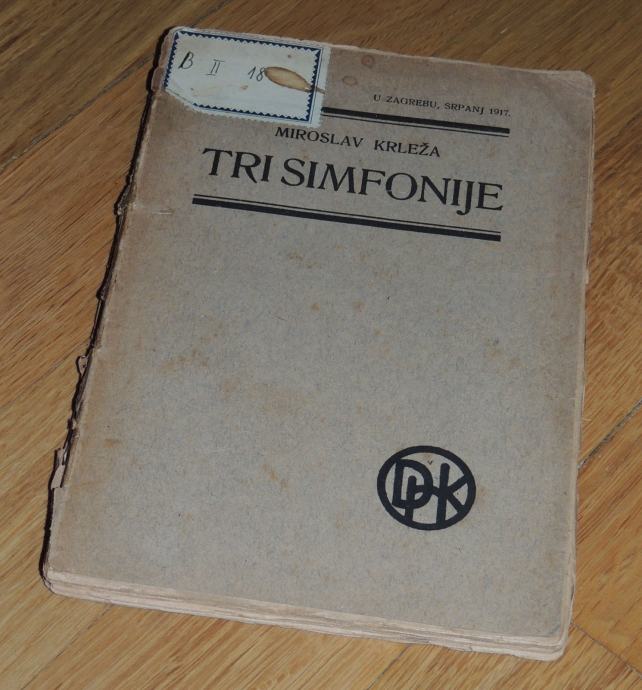 B II 18
U ZAGREBU, SRPANJ 1917.
MIROSLAV KRLEŽA
TRI SIMFONIJE
DHK